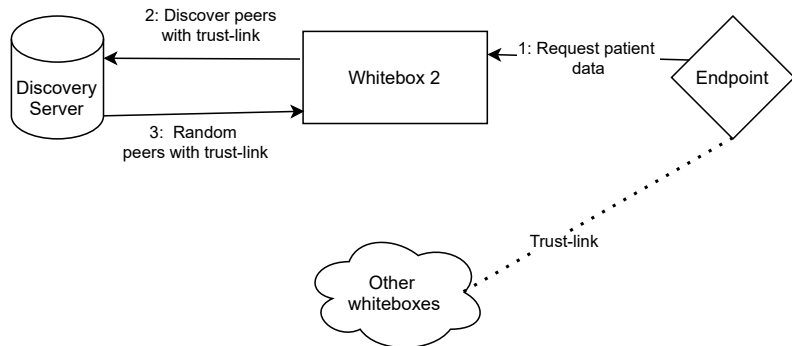 2: Discover peers
with trust-link
Discovery
Server
Whitebox 2
1: Request patient
data
Endpoint
3: Random
peers with trust-link
Trust-link
Other
whiteboxes